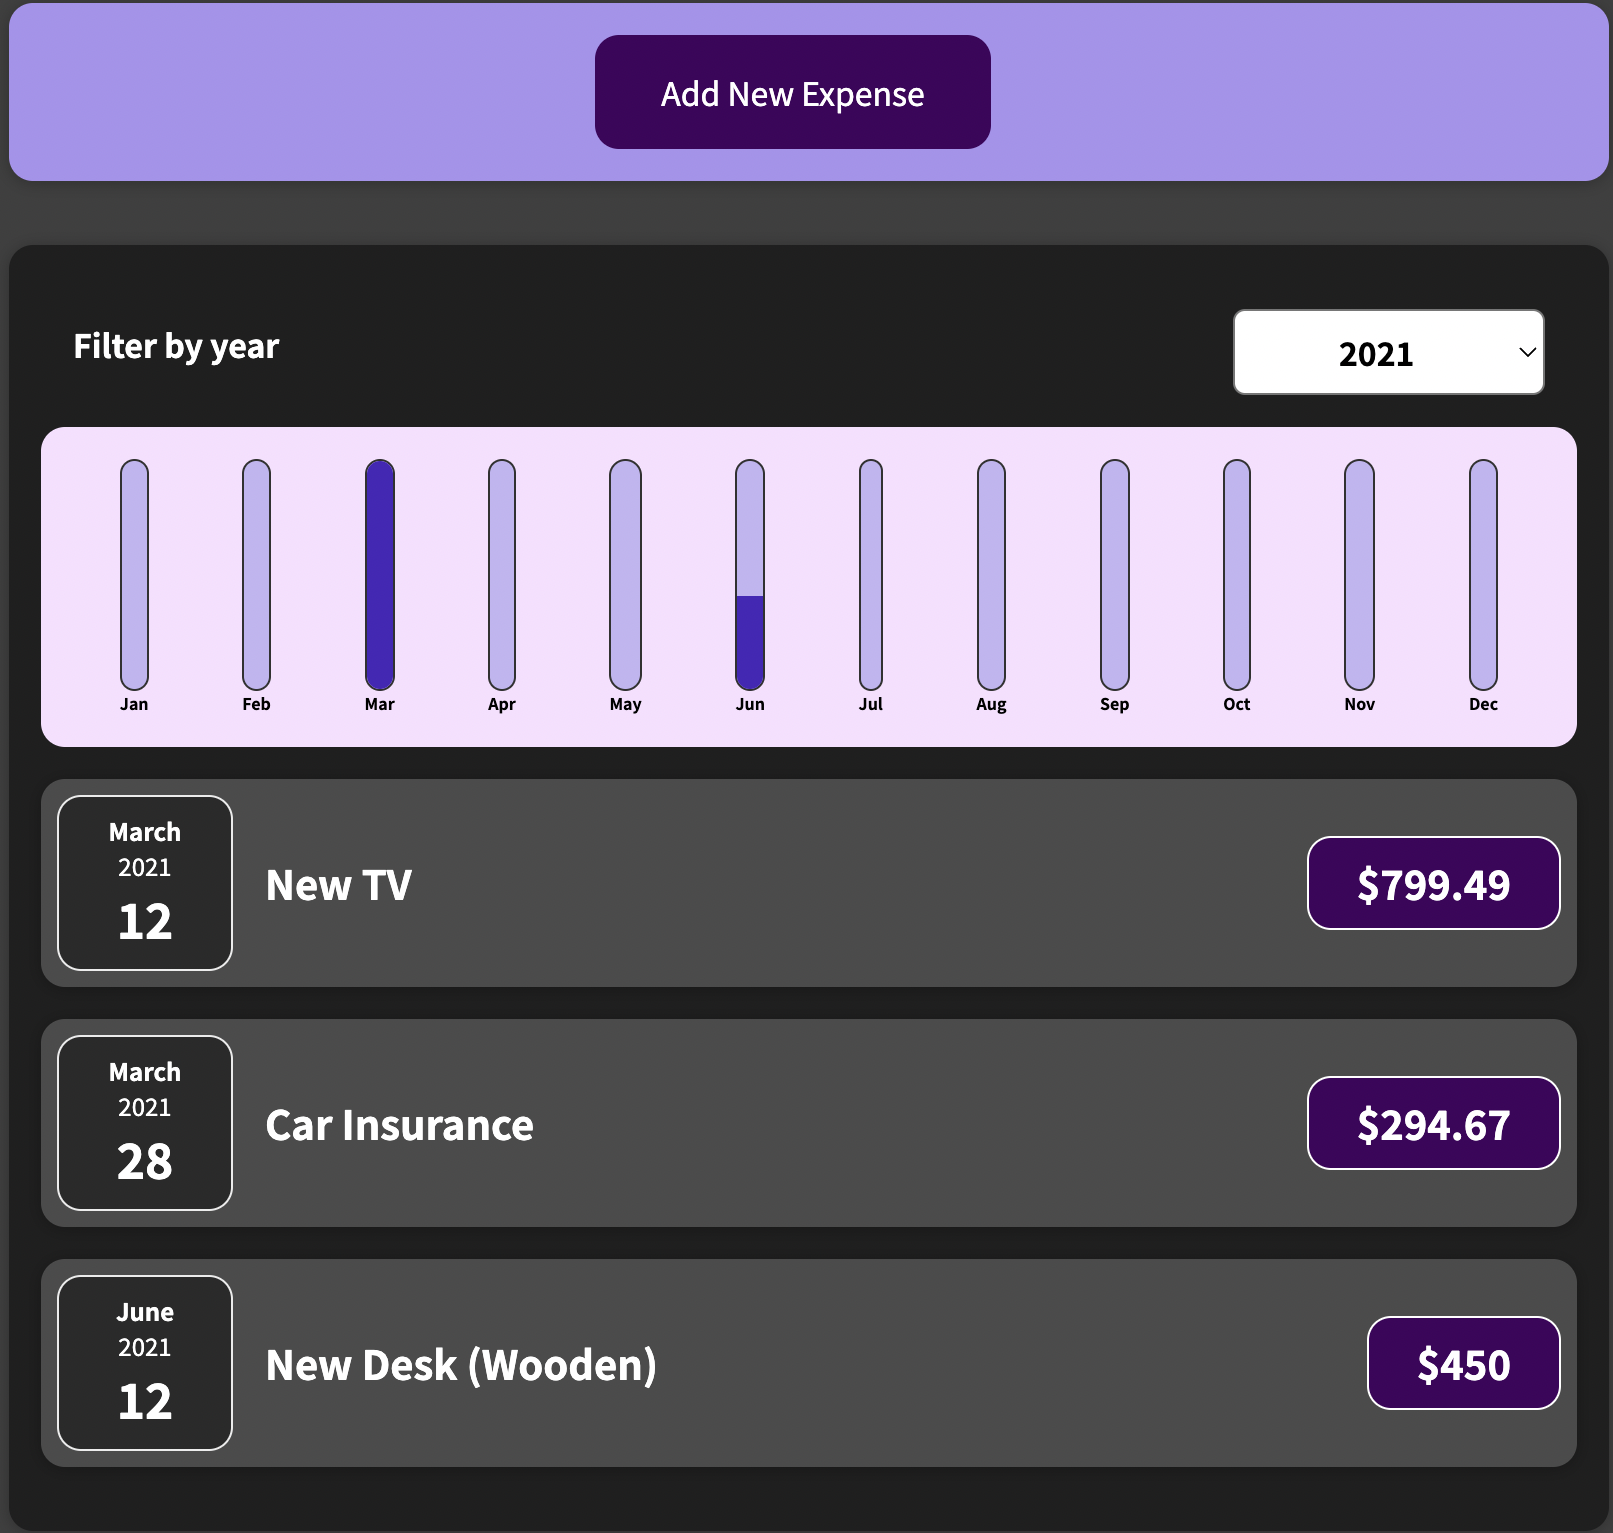 Add New Expense
Filter by year
2021
Jan Feb Mar Apr May Jun Jul Aug Sep Oct Nov Dec
March
2021
12
New TV
$799.49
March
2021
28
Car Insurance
$294.67
June
2021
12
New Desk (Wooden)
$450